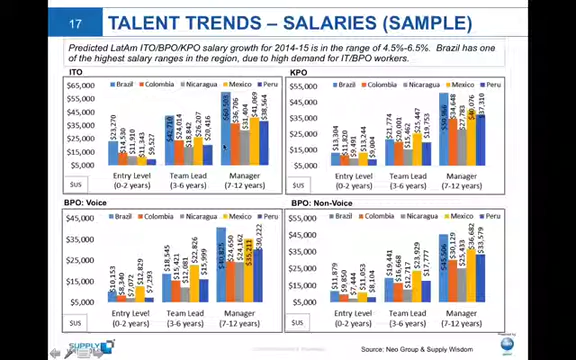 17
TALENT TRENDS – SALARIES (SAMPLE)
Predicted LatAm ITO/BPO/KPO salary growth for 2014-15 is in the range of 4.5%-6.5%. Brazil has one
of the highest salary ranges in the region, due to high demand for IT/BPO workers.
ITO
Brazil Colombia Nicaragua Mexico Peru
$65,000
$55,000
$45,000
$35,000
$25,000
$15,000
$5,000
$23,270 $14,530 $11,910 $11,343 $9,527
$24,014 $18,842 $26,207 $20,416
$60,503 $36,706 $31,404 $41,069 $38,564
Entry Level Team Lead Manager
(0-2 years) (3-6 years) (7-12 years)
$US
KPO
Brazil Colombia Nicaragua Mexico Peru
$55,000
$45,000
$35,000
$25,000
$15,000
$5,000
$13,304 $11,820 $9,491 $13,244 $9,004
$21,774 $20,001 $15,462 $25,447 $19,753
$34,648 $27,783 $40,076 $37,310
Entry Level Team Lead Manager
(0-2 years) (3-6 years) (7-12 years)
$US
BPO: Voice
Brazil Colombia Nicaragua Mexico Peru
$45,000
$35,000
$25,000
$15,000
$5,000
$10,153 $8,340 $7,072 $12,829 $7,293
$18,545 $15,421 $12,081 $22,826 $15,999
$40,825 $24,650 $24,162 $35,211 $30,222
Entry Level Team Lead Manager
(0-2 years) (3-6 years) (7-12 years)
$US
BPO: Non-Voice
Brazil Colombia Nicaragua Mexico Peru
$55,000
$45,000
$35,000
$25,000
$15,000
$5,000
$11,879 $9,850 $7,444 $11,053 $8,104
$19,441 $16,668 $12,717 $23,929 $17,777
$45,506 $30,129 $25,433 $36,682 $33,579
Entry Level Team Lead Manager
(0-2 years) (3-6 years) (7-12 years)
$US
SUPPLY
Source: Neo Group & Supply Wisdom